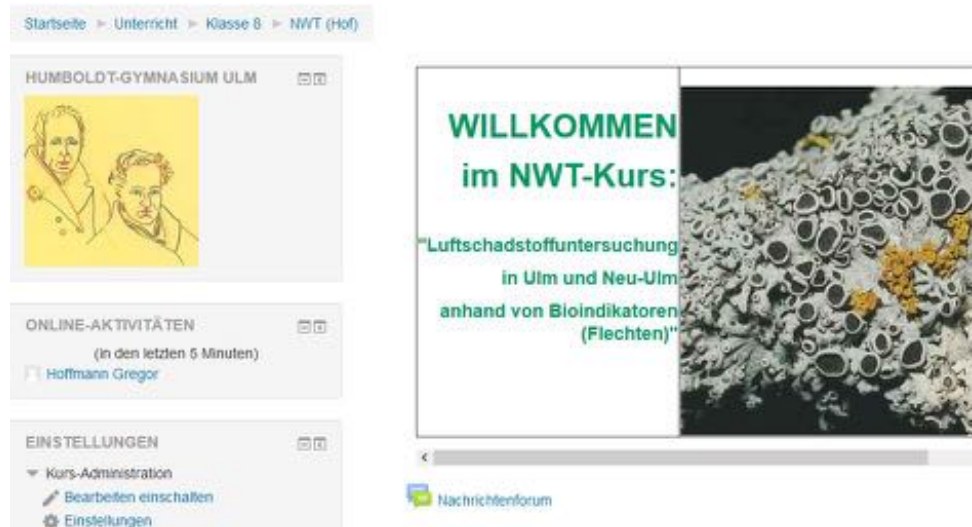 Startseite ► Unterricht ► Klasse 8 ► NWT (Hof)
HUMBOLDT-GYMNASIUM ULM
ONLINE-AKTIVITÄTEN
(in den letzten 5 Minuten)
Hoffmann Gregor
EINSTELLUNGEN
Kurs-Administration
Bearbeiten einschalten
Einstellungen
WILLKOMMEN
im NWT-Kurs:
"Luftschadstoffuntersuchung
in Ulm und Neu-Ulm
anhand von Bioindikatoren
(Flechten)"
Nachrichtenforum